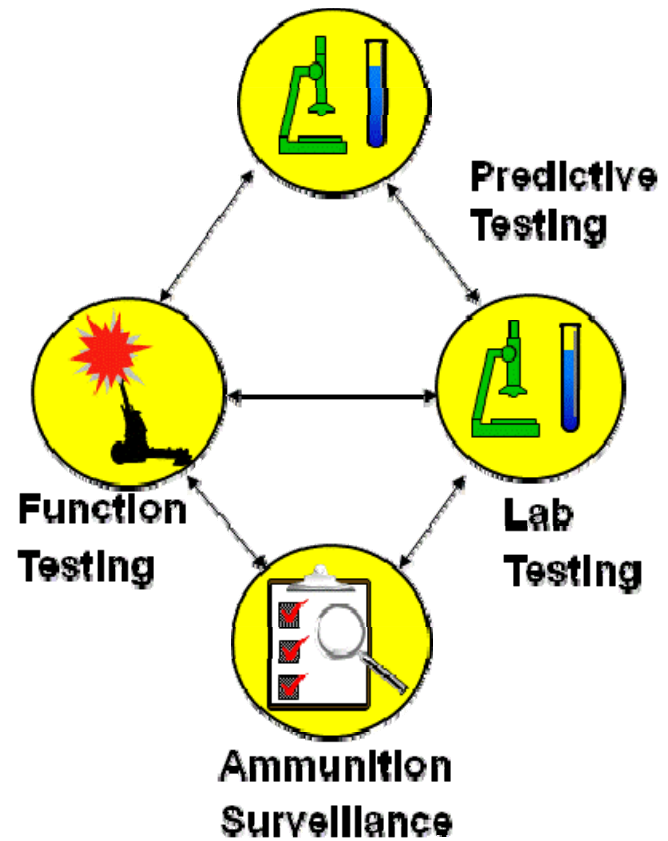 Predictive
Testing
Function
Testing
Lab
Testing
Ammunition
Surveillance